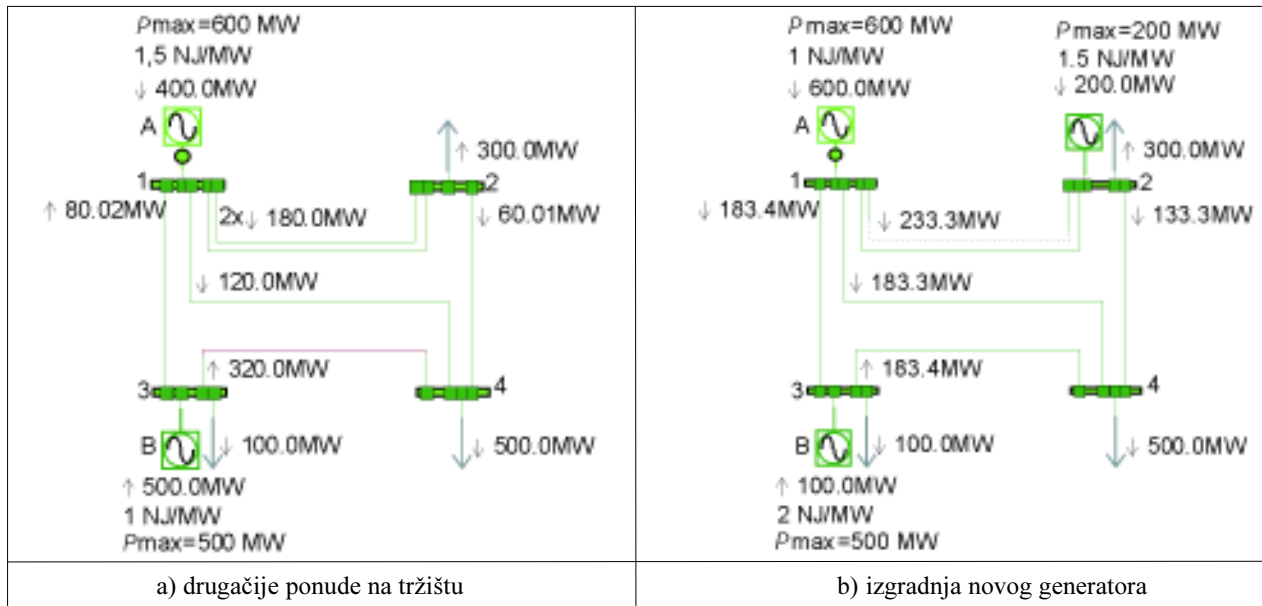 Pmax=600 MW
1,5 NJ/MW
↓ 400.0MW
A
↑ 300.0MW
1
2
↑ 80.02MW
2x ↓ 180.0MW
↓ 60.01MW
↓ 120.0MW
↑ 320.0MW
3
4
B
↓ 100.0MW
↓ 500.0MW
↑ 500.0MW
1 NJ/MW
Pmax=500 MW
a) drugačije ponude na tržištu
Pmax=600 MW
1 NJ/MW
↓ 600.0MW
Pmax=200 MW
1.5 NJ/MW
↓ 200.0MW
A
↑ 300.0MW
1
2
↓ 183.4MW
↓ 233.3MW
↓ 133.3MW
↓ 183.3MW
↑ 183.4MW
3
4
B
↓ 100.0MW
↓ 500.0MW
↑ 100.0MW
2 NJ/MW
Pmax=500 MW
b) izgradnja novog generatora